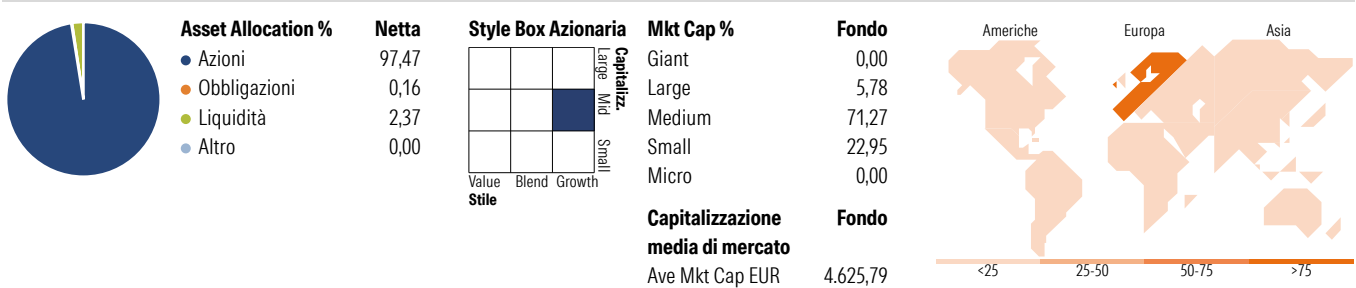 Asset Allocation % Netta
Azioni 97,47
Obbligazioni 0,16
Liquidità 2,37
Altro 0,00
Style Box Azionaria
Capitalizz.
Large Mid Small
Value Blend Growth
Stile
Mkt Cap % Fondo
Giant 0,00
Large 5,78
Medium 71,27
Small 22,95
Micro 0,00
Capitalizzazione Fondo
media di mercato
Ave Mkt Cap EUR 4.625,79
Americhe Europa Asia
<25 25-50 50-75 >75